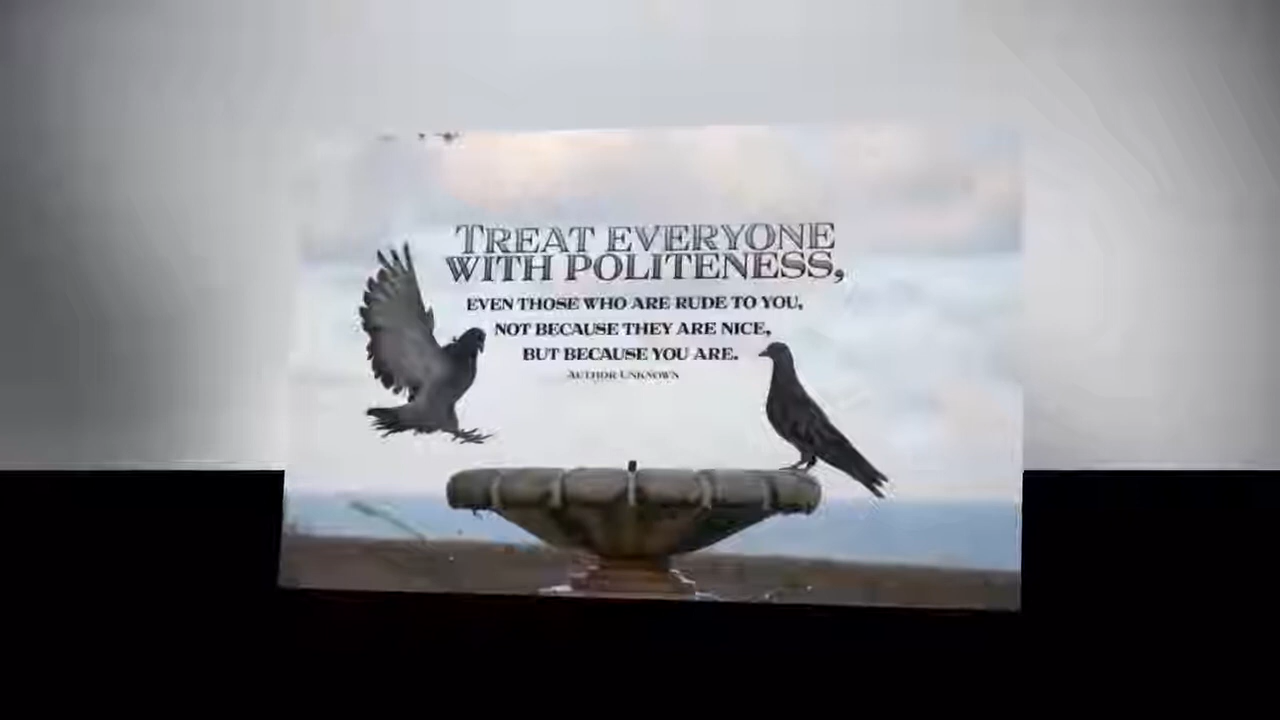 TREAT EVERYONE
WITH POLITENESS,
EVEN THOSE WHO ARE RUDE TO YOU,
NOT BECAUSE THEY ARE NICE,
BUT BECAUSE YOU ARE.
-AUTHOR UNKNOWN